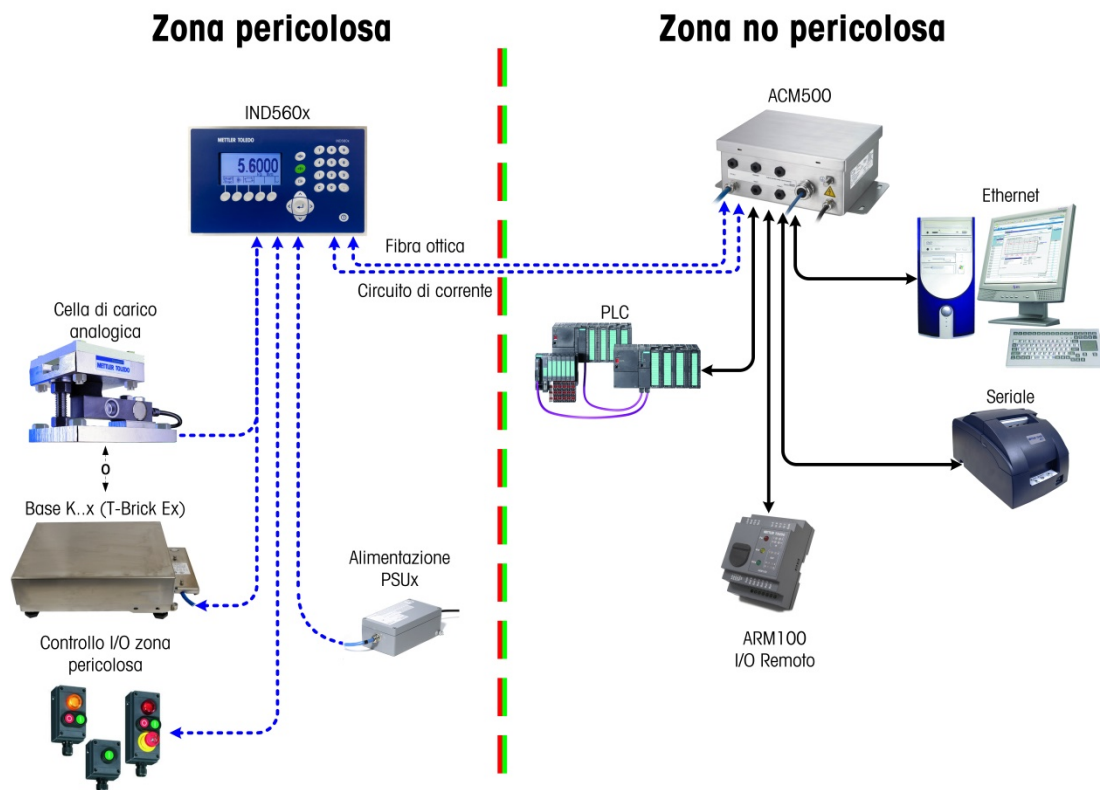 Zona pericolosa
Zona no pericolosa
IND560x
METTLER TOLEDO
5.6000
ACM500
Ethernet
Fibra ottica
Circuito di corrente
Cella di carico
analogica
METTLER TOLEDO
PLC
Seriale
o
Base K..x (T-Brick Ex)
Alimentazione
PSUx
Controllo I/O zona
pericolosa
ARM100
I/O Remoto